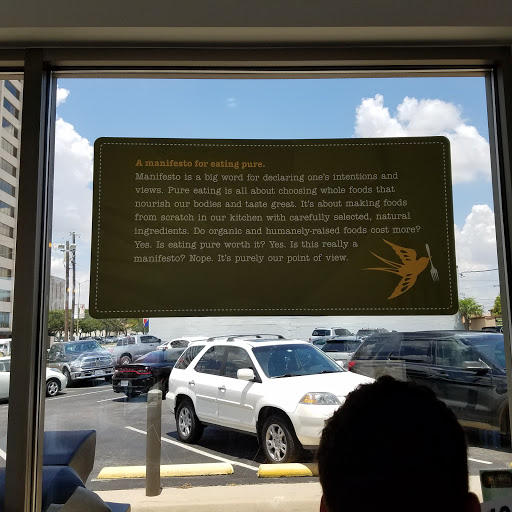 A manifesto for eating pure.
Manifesto is a big word for declaring one's intentions and
views. Pure eating is all about choosing whole foods that
nourish our bodies and taste great. It's about making foods
from scratch in our kitchen with carefully selected, natural
ingredients. Do organic and humanely-raised foods cost more?
Yes. Is eating pure worth it? Yes. Is this really a
manifesto? Nope. It's purely our point of view.